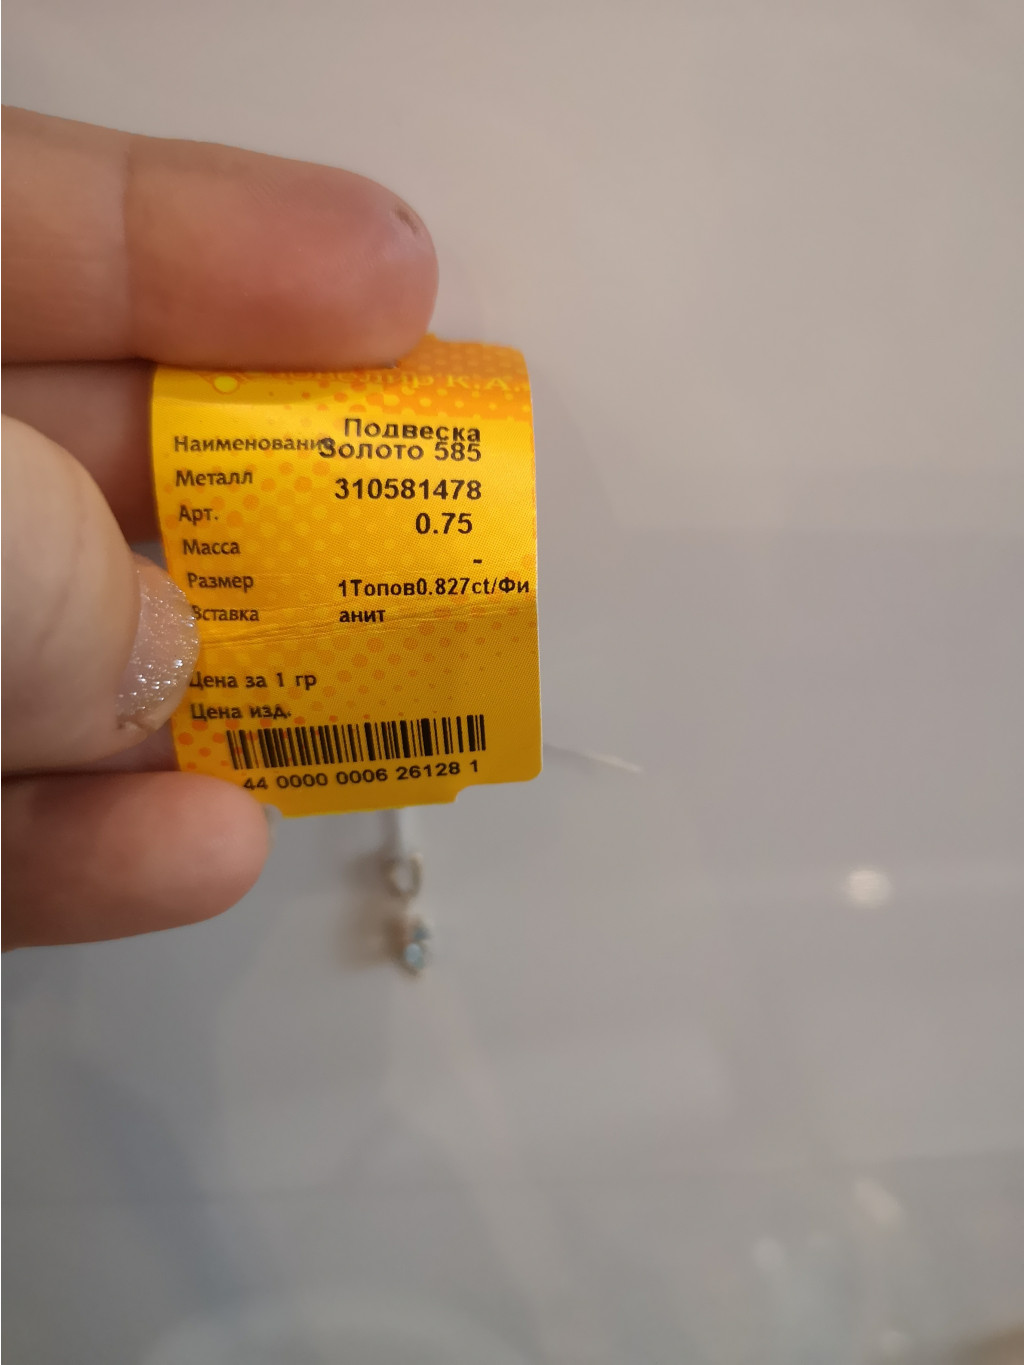 Подвеска
Наименование
Золото 585
Металл
310581478
Арт.
0.75
Масса
-
Размер
1Топов0.827ct/Фи
Вставка
анит
Цена за 1 гр
Цена изд.
44 0000 0006 26128 1